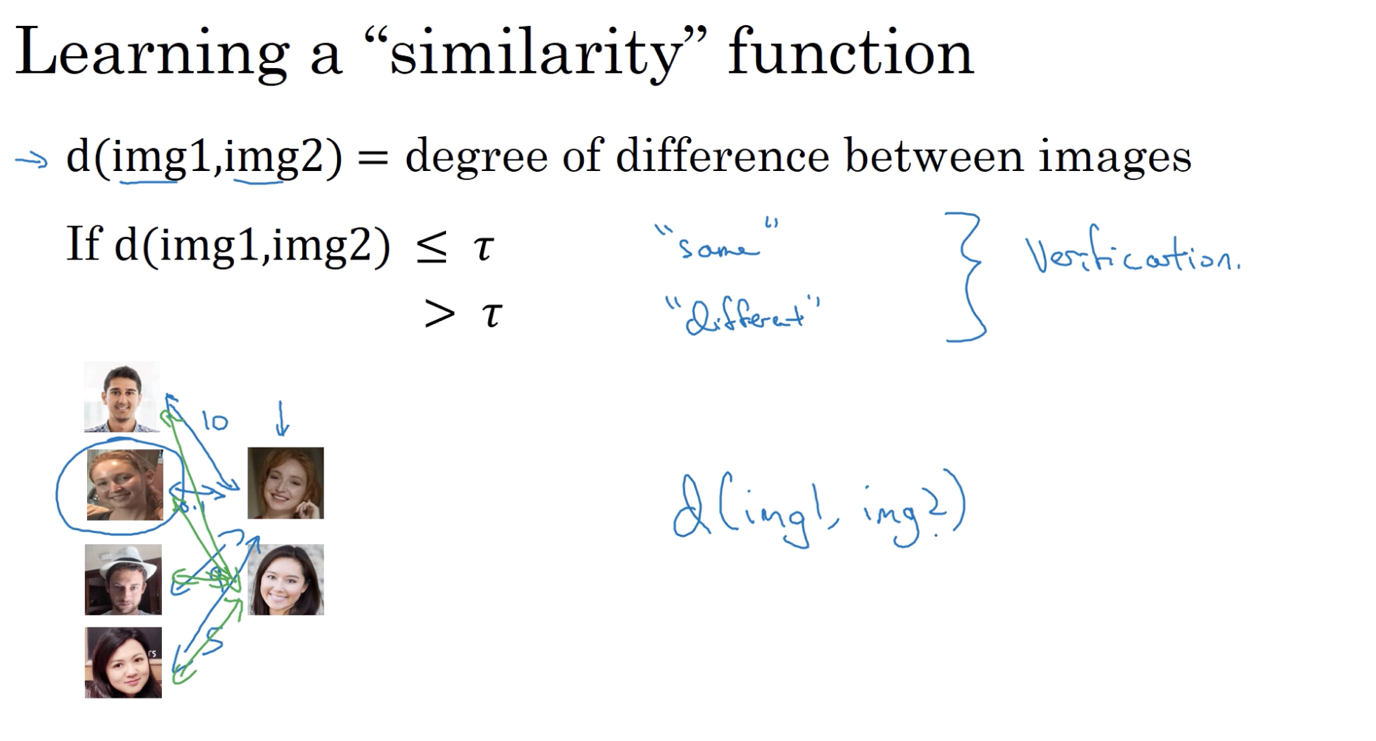 Learning a “similarity” function
→ d(img1,img2) = degree of difference between images
If d(img1,img2) ≤ τ "same"
> τ "different"
Verification.
10
d(img1, img2)
5